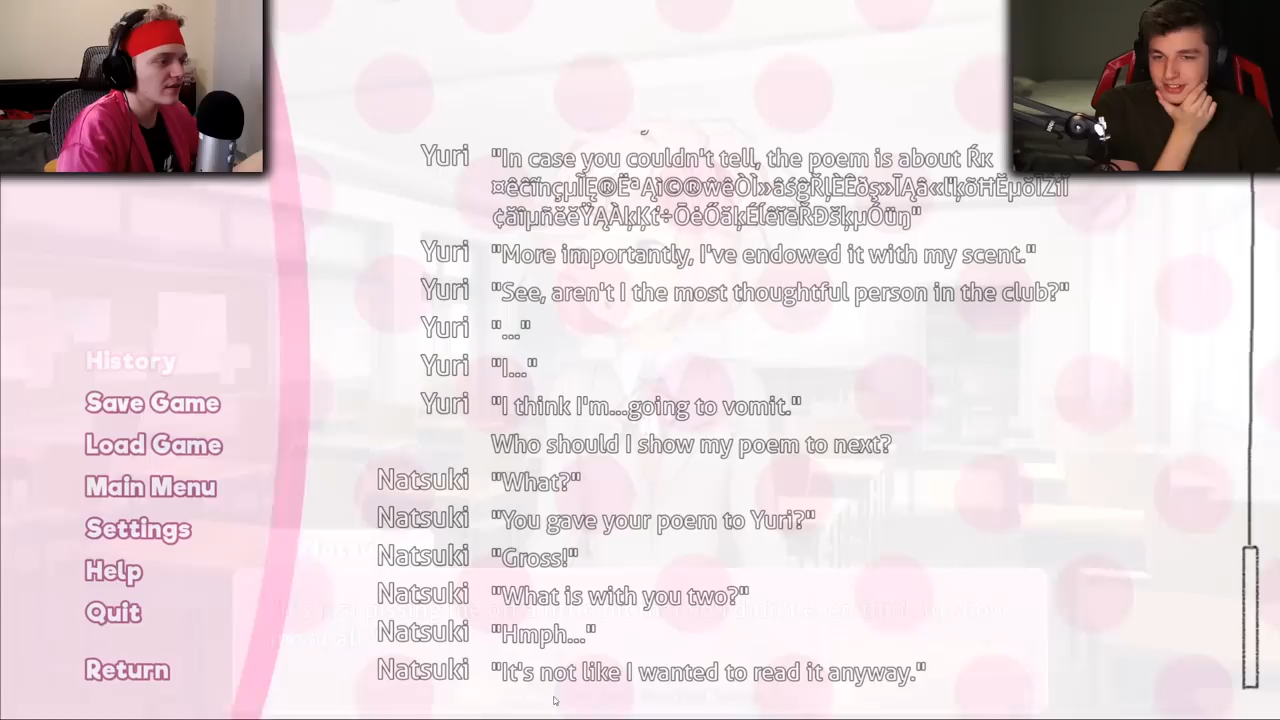 Yuri "In case you couldn't tell, the poem is about Řĸ
Yuri "More importantly, I've endowed it with my scent."
Yuri "See, aren't I the most thoughtful person in the club?"
Yuri "..."
Yuri "I..."
Yuri "I think I'm...going to vomit."
Who should I show my poem to next?
Natsuki "What?"
Natsuki "You gave your poem to Yuri?"
Natsuki "Gross!"
Natsuki "What is with you two?"
Natsuki "Hmph..."
Natsuki "It's not like I wanted to read it anyway."
History
Save Game
Load Game
Main Menu
Settings
Help
Quit
Return